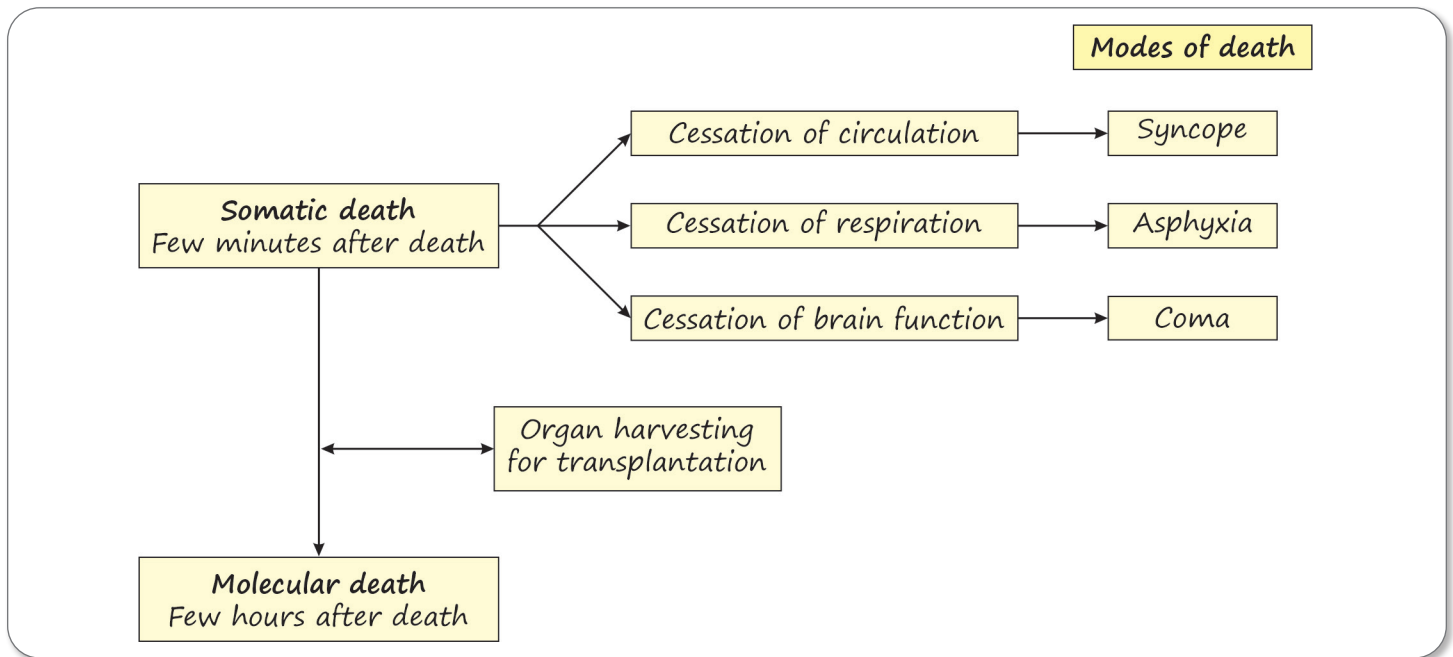 Modes of death
Cessation of circulation
Syncope
Somatic death
Few minutes after death
Cessation of respiration
Asphyxia
Cessation of brain function
Coma
Organ harvesting
for transplantation
Molecular death
Few hours after death